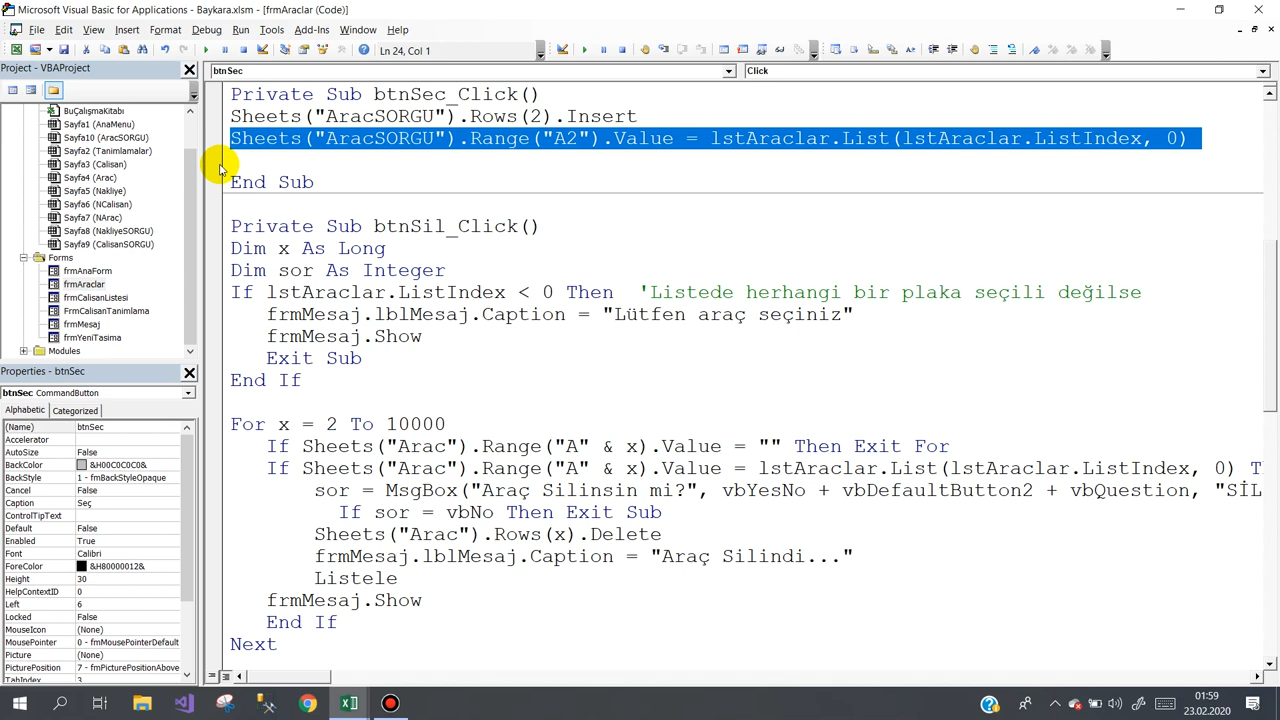 Microsoft Visual Basic for Applications - Baykara.xlsm - [frmAraclar (Code)]
File Edit View Insert Format Debug Run Tools Add-Ins Window Help
Ln 24, Col 1
Project - VBAProject
btnSec
Click
BuÇalışmaKitabı
Sayfa1 (AnaMenu)
Sayfa10 (AracSORGU)
Sayfa2 (Tanimlamalar)
Sayfa3 (Calisan)
Sayfa4 (Arac)
Sayfa5 (Nakliye)
Sayfa6 (NCalisan)
Sayfa7 (NArac)
Sayfa8 (NakliyeSORGU)
Sayfa9 (CalisanSORGU)
Forms
frmAnaForm
frmAraclar
frmCalisanListesi
FrmCalisanTanimlama
frmMesaj
frmYeniTasima
Modules
Properties - btnSec
btnSec CommandButton
Alphabetic Categorized
(Name) btnSec
Accelerator
AutoSize False
BackColor &H00C0C0C0&
BackStyle 1 - fmBackStyleOpaque
Cancel False
Caption Seç
ControlTipText
Default False
Enabled True
Font Calibri
ForeColor &H80000012&
Height 30
HelpContextID 0
Left 6
Locked False
MouseIcon (None)
MousePointer 0 - fmMousePointerDefault
Picture (None)
PicturePosition 7 - fmPicturePositionAbove
TabIndex 3
Private Sub btnSec_Click()
Sheets("AracSORGU").Rows(2).Insert
Sheets("AracSORGU").Range("A2").Value = lstAraclar.List(lstAraclar.ListIndex, 0)
End Sub
Private Sub btnSil_Click()
Dim x As Long
Dim sor As Integer
If lstAraclar.ListIndex < 0 Then 'Listede herhangi bir plaka seçili değilse
frmMesaj.lblMesaj.Caption = "Lütfen araç seçiniz"
frmMesaj.Show
Exit Sub
End If
For x = 2 To 10000
If Sheets("Arac").Range("A" & x).Value = "" Then Exit For
If Sheets("Arac").Range("A" & x).Value = lstAraclar.List(lstAraclar.ListIndex, 0) T
sor = MsgBox("Araç Silinsin mi?", vbYesNo + vbDefaultButton2 + vbQuestion, "SİL
If sor = vbNo Then Exit Sub
Sheets("Arac").Rows(x).Delete
frmMesaj.lblMesaj.Caption = "Araç Silindi..."
Listele
frmMesaj.Show
End If
Next
01:59
23.02.2020